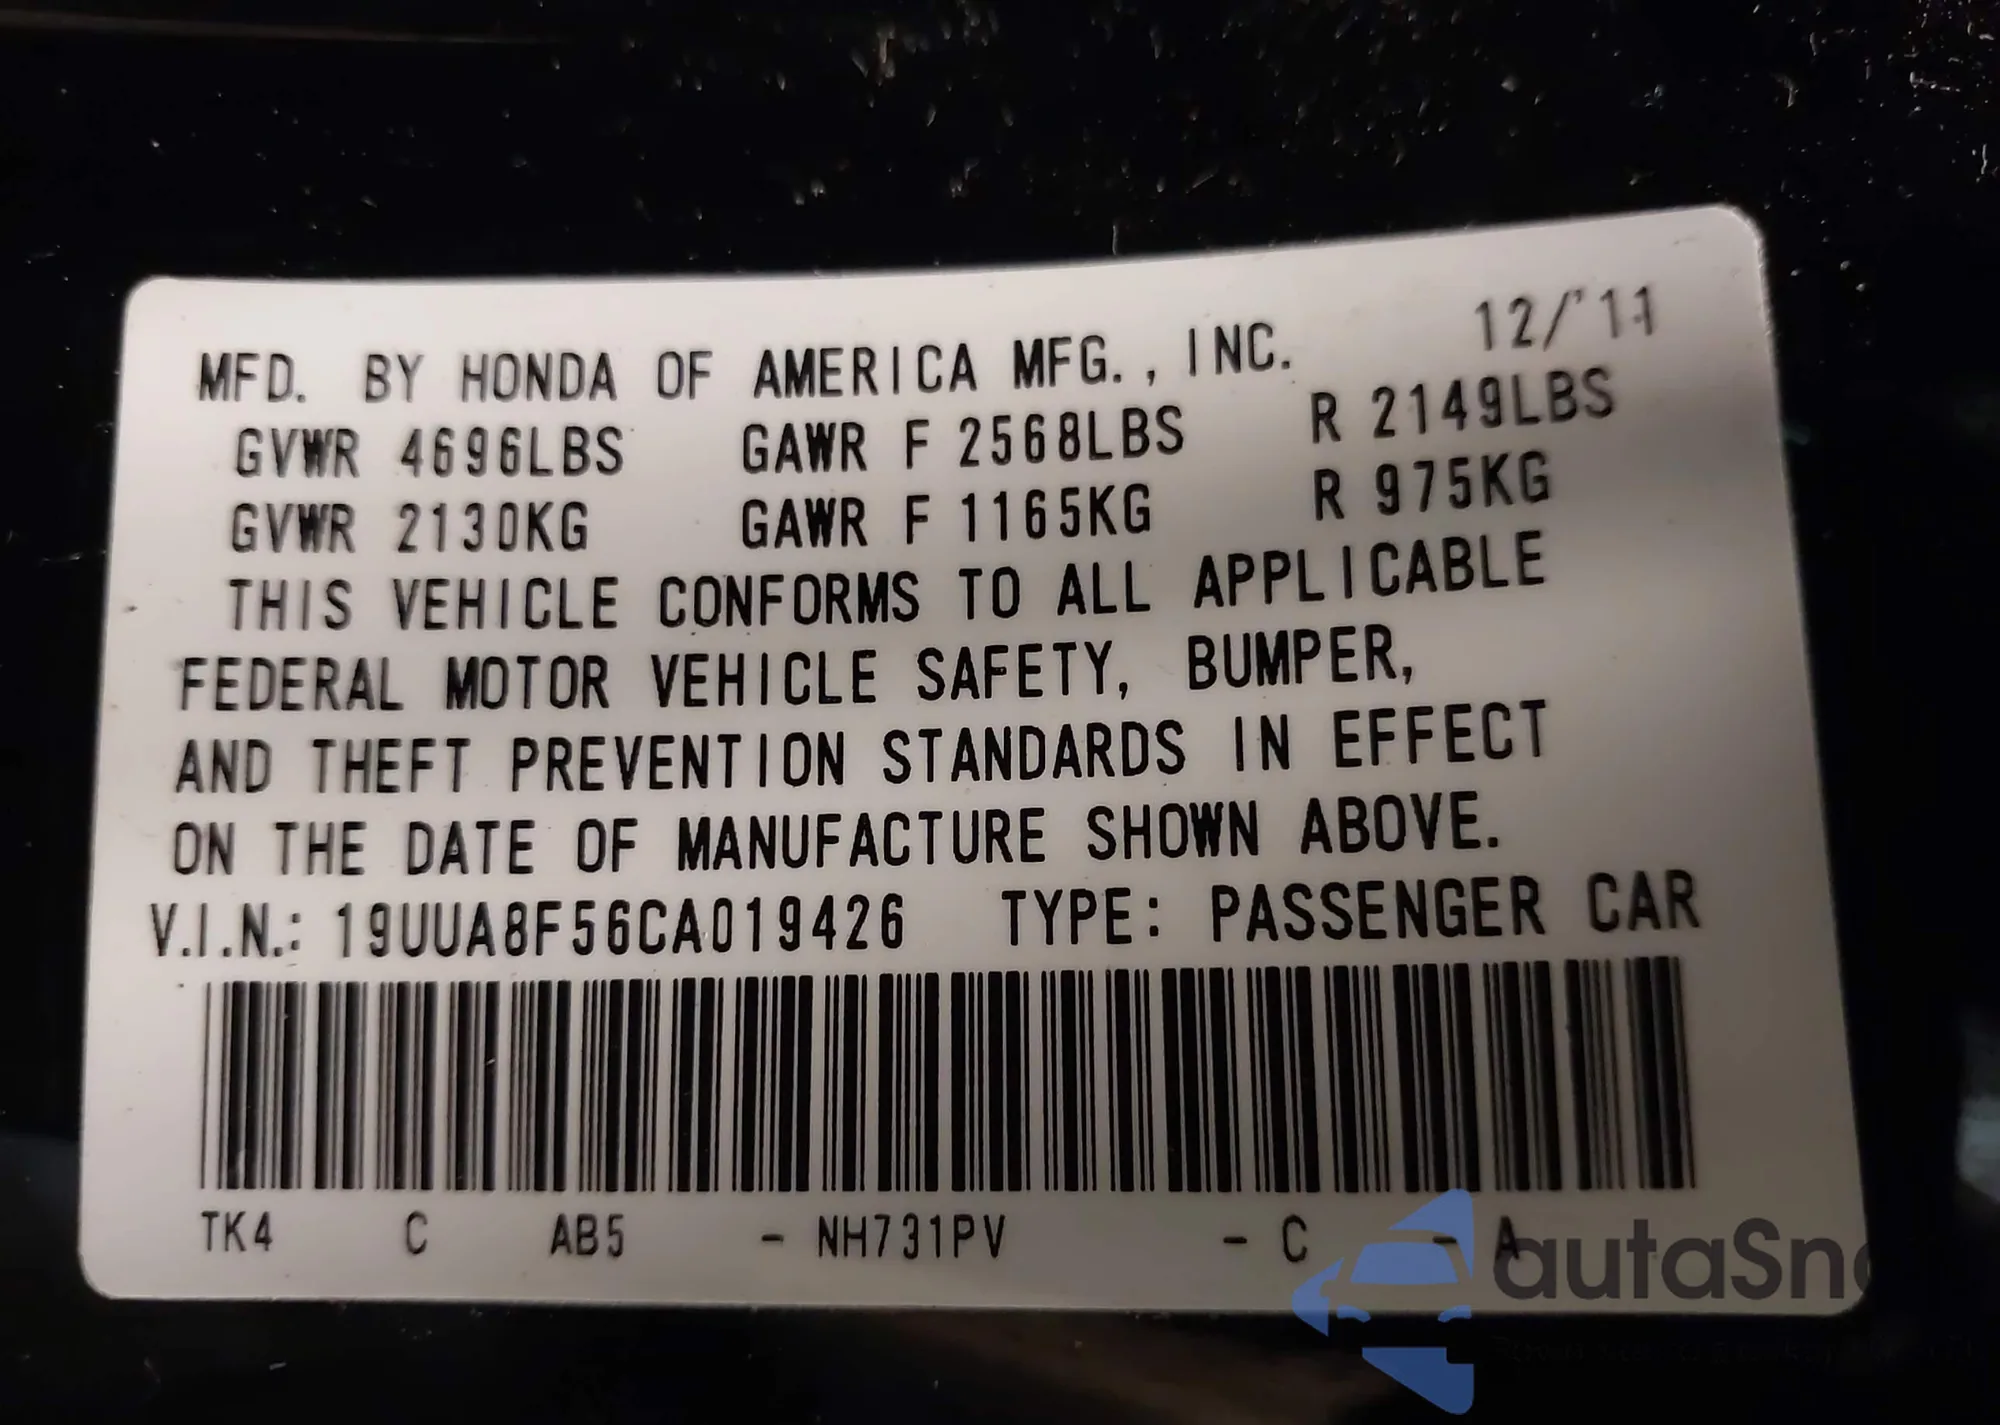 MFD. BY HONDA OF AMERICA MFG., INC. 12/'11
GVWR 4696LBS GAWR F 2568LBS R 2149LBS
GVWR 2130KG GAWR F 1165KG R 975KG
THIS VEHICLE CONFORMS TO ALL APPLICABLE
FEDERAL MOTOR VEHICLE SAFETY, BUMPER,
AND THEFT PREVENTION STANDARDS IN EFFECT
ON THE DATE OF MANUFACTURE SHOWN ABOVE.
V.I.N.: 19UUA8F56CA019426 TYPE: PASSENGER CAR
TK4 C AB5 - NH731PV - C - A
autaSn